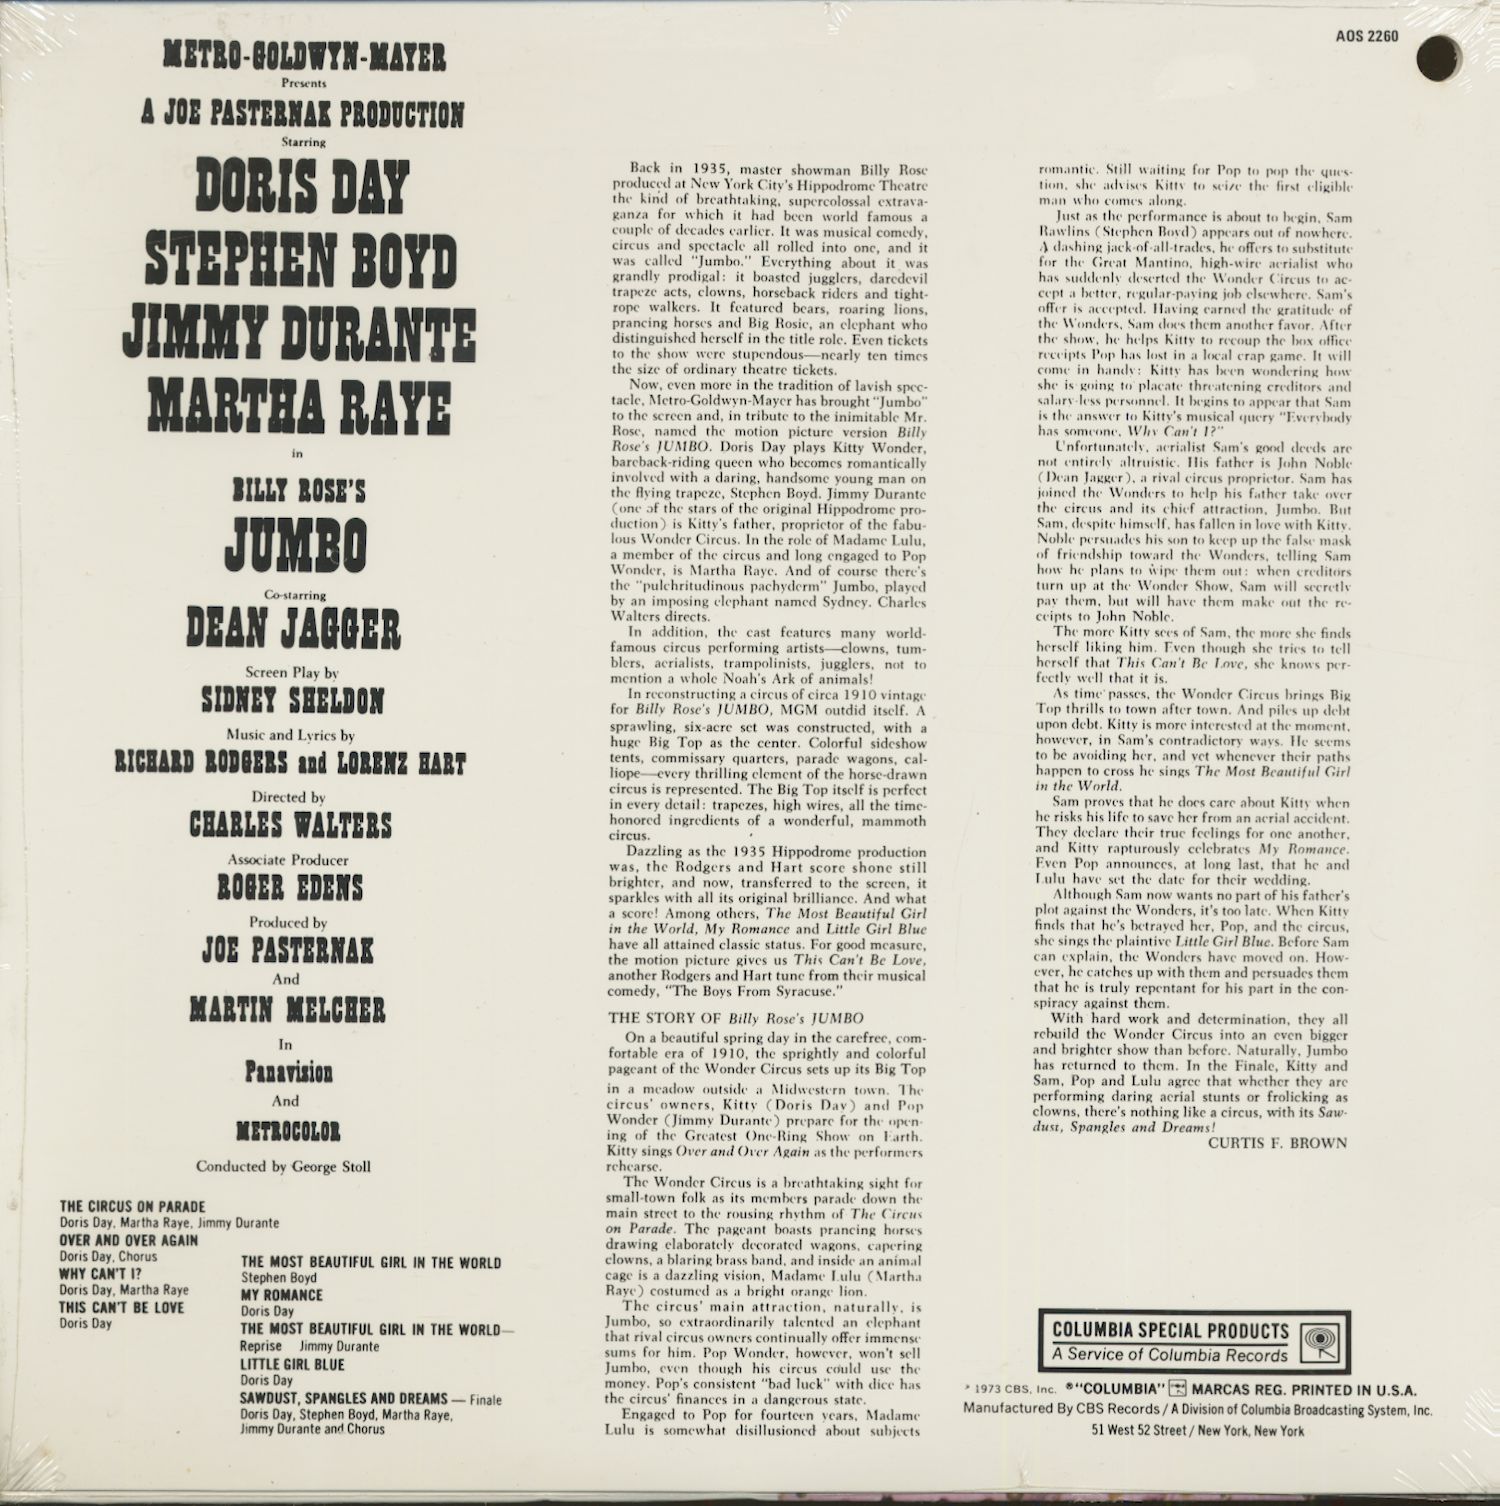 AOS 2260
METRO-GOLDWYN-MAYER
Presents
A JOE PASTERNAK PRODUCTION
Starring
DORIS DAY
STEPHEN BOYD
JIMMY DURANTE
MARTHA RAYE
in
BILLY ROSE'S
JUMBO
Co-starring
DEAN JAGGER
Screen Play by
SIDNEY SHELDON
Music and Lyrics by
RICHARD RODGERS and LORENZ HART
Directed by
CHARLES WALTERS
Associate Producer
ROGER EDENS
Produced by
JOE PASTERNAK
And
MARTIN MELCHER
In
Panavision
And
METROCOLOR
Conducted by George Stoll
THE CIRCUS ON PARADE
Doris Day, Martha Raye, Jimmy Durante
OVER AND OVER AGAIN
Doris Day, Chorus
WHY CAN'T I?
Doris Day, Martha Raye
THIS CAN'T BE LOVE
Doris Day
THE MOST BEAUTIFUL GIRL IN THE WORLD
Stephen Boyd
MY ROMANCE
Doris Day
THE MOST BEAUTIFUL GIRL IN THE WORLD—
Reprise Jimmy Durante
LITTLE GIRL BLUE
Doris Day
SAWDUST, SPANGLES AND DREAMS — Finale
Doris Day, Stephen Boyd, Martha Raye,
Jimmy Durante and Chorus
Back in 1935, master showman Billy Rose
produced at New York City's Hippodrome Theatre
the kind of breathtaking, supercolossal extrava-
ganza for which it had been world famous a
couple of decades earlier. It was musical comedy,
circus and spectacle all rolled into one, and it
was called "Jumbo." Everything about it was
grandly prodigal: it boasted jugglers, daredevil
trapeze acts, clowns, horseback riders and tight-
rope walkers. It featured bears, roaring lions,
prancing horses and Big Rosie, an elephant who
distinguished herself in the title role. Even tickets
to the show were stupendous—nearly ten times
the size of ordinary theatre tickets.
Now, even more in the tradition of lavish spec-
tacle, Metro-Goldwyn-Mayer has brought "Jumbo"
to the screen and, in tribute to the inimitable Mr.
Rose, named the motion picture version Billy
Rose's JUMBO. Doris Day plays Kitty Wonder,
bareback-riding queen who becomes romantically
involved with a daring, handsome young man on
the flying trapeze, Stephen Boyd. Jimmy Durante
(one of the stars of the original Hippodrome pro-
duction) is Kitty's father, proprietor of the fabu-
lous Wonder Circus. In the role of Madame Lulu,
a member of the circus and long engaged to Pop
Wonder, is Martha Raye. And of course there's
the "pulchritudinous pachyderm" Jumbo, played
by an imposing elephant named Sydney. Charles
Walters directs.
In addition, the cast features many world-
famous circus performing artists—clowns, tum-
blers, aerialists, trampolinists, jugglers, not to
mention a whole Noah's Ark of animals!
In reconstructing a circus of circa 1910 vintage
for Billy Rose's JUMBO, MGM outdid itself. A
sprawling, six-acre set was constructed, with a
huge Big Top as the center. Colorful sideshow
tents, commissary quarters, parade wagons, cal-
liope—every thrilling element of the horse-drawn
circus is represented. The Big Top itself is perfect
in every detail: trapezes, high wires, all the time-
honored ingredients of a wonderful, mammoth
circus.
Dazzling as the 1935 Hippodrome production
was, the Rodgers and Hart score shone still
brighter, and now, transferred to the screen, it
sparkles with all its original brilliance. And what
a score! Among others, The Most Beautiful Girl
in the World, My Romance and Little Girl Blue
have all attained classic status. For good measure,
the motion picture gives us This Can't Be Love,
another Rodgers and Hart tune from their musical
comedy, "The Boys From Syracuse."
THE STORY OF Billy Rose's JUMBO
On a beautiful spring day in the carefree, com-
fortable era of 1910, the sprightly and colorful
pageant of the Wonder Circus sets up its Big Top
in a meadow outside a Midwestern town. The
circus' owners, Kitty (Doris Day) and Pop
Wonder (Jimmy Durante) prepare for the open-
ing of the Greatest One-Ring Show on Earth.
Kitty sings Over and Over Again as the performers
rehearse.
The Wonder Circus is a breathtaking sight for
small-town folk as its members parade down the
main street to the rousing rhythm of The Circus
on Parade. The pageant boasts prancing horses
drawing elaborately decorated wagons, capering
clowns, a blaring brass band, and inside an animal
cage is a dazzling vision, Madame Lulu (Martha
Raye) costumed as a bright orange lion.
The circus' main attraction, naturally, is
Jumbo, so extraordinarily talented an elephant
that rival circus owners continually offer immense
sums for him. Pop Wonder, however, won't sell
Jumbo, even though his circus could use the
money. Pop's consistent "bad luck" with dice has
the circus' finances in a dangerous state.
Engaged to Pop for fourteen years, Madame
Lulu is somewhat disillusioned about subjects
romantic. Still waiting for Pop to pop the ques-
tion, she advises Kitty to seize the first eligible
man who comes along.
Just as the performance is about to begin, Sam
Rawlins (Stephen Boyd) appears out of nowhere.
A dashing jack-of-all-trades, he offers to substitute
for the Great Mantino, high-wire aerialist who
has suddenly deserted the Wonder Circus to ac-
cept a better, regular-paying job elsewhere. Sam's
offer is accepted. Having earned the gratitude of
the Wonders, Sam does them another favor. After
the show, he helps Kitty to recoup the box office
receipts Pop has lost in a local crap game. It will
come in handy: Kitty has been wondering how
she is going to placate threatening creditors and
salary-less personnel. It begins to appear that Sam
is the answer to Kitty's musical query "Everybody
has someone, Why Can't I?"
Unfortunately, aerialist Sam's good deeds are
not entirely altruistic. His father is John Noble
(Dean Jagger), a rival circus proprietor. Sam has
joined the Wonders to help his father take over
the circus and its chief attraction, Jumbo. But
Sam, despite himself, has fallen in love with Kitty.
Noble persuades his son to keep up the false mask
of friendship toward the Wonders, telling Sam
how he plans to wipe them out: when creditors
turn up at the Wonder Show, Sam will secretly
pay them, but will have them make out the re-
ceipts to John Noble.
The more Kitty sees of Sam, the more she finds
herself liking him. Even though she tries to tell
herself that This Can't Be Love, she knows per-
fectly well that it is.
As time passes, the Wonder Circus brings Big
Top thrills to town after town. And piles up debt
upon debt. Kitty is more interested at the moment,
however, in Sam's contradictory ways. He seems
to be avoiding her, and yet whenever their paths
happen to cross he sings The Most Beautiful Girl
in the World.
Sam proves that he does care about Kitty when
he risks his life to save her from an aerial accident.
They declare their true feelings for one another,
and Kitty rapturously celebrates My Romance.
Even Pop announces, at long last, that he and
Lulu have set the date for their wedding.
Although Sam now wants no part of his father's
plot against the Wonders, it's too late. When Kitty
finds that he's betrayed her, Pop, and the circus,
she sings the plaintive Little Girl Blue. Before Sam
can explain, the Wonders have moved on. How-
ever, he catches up with them and persuades them
that he is truly repentant for his part in the con-
spiracy against them.
With hard work and determination, they all
rebuild the Wonder Circus into an even bigger
and brighter show than before. Naturally, Jumbo
has returned to them. In the Finale, Kitty and
Sam, Pop and Lulu agree that whether they are
performing daring aerial stunts or frolicking as
clowns, there's nothing like a circus, with its Saw-
dust, Spangles and Dreams!
CURTIS F. BROWN
COLUMBIA SPECIAL PRODUCTS
A Service of Columbia Records
1973 CBS, Inc. ®"COLUMBIA" MARCAS REG. PRINTED IN U.S.A.
Manufactured By CBS Records / A Division of Columbia Broadcasting System, Inc.
51 West 52 Street / New York, New York